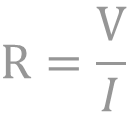 R = V/I